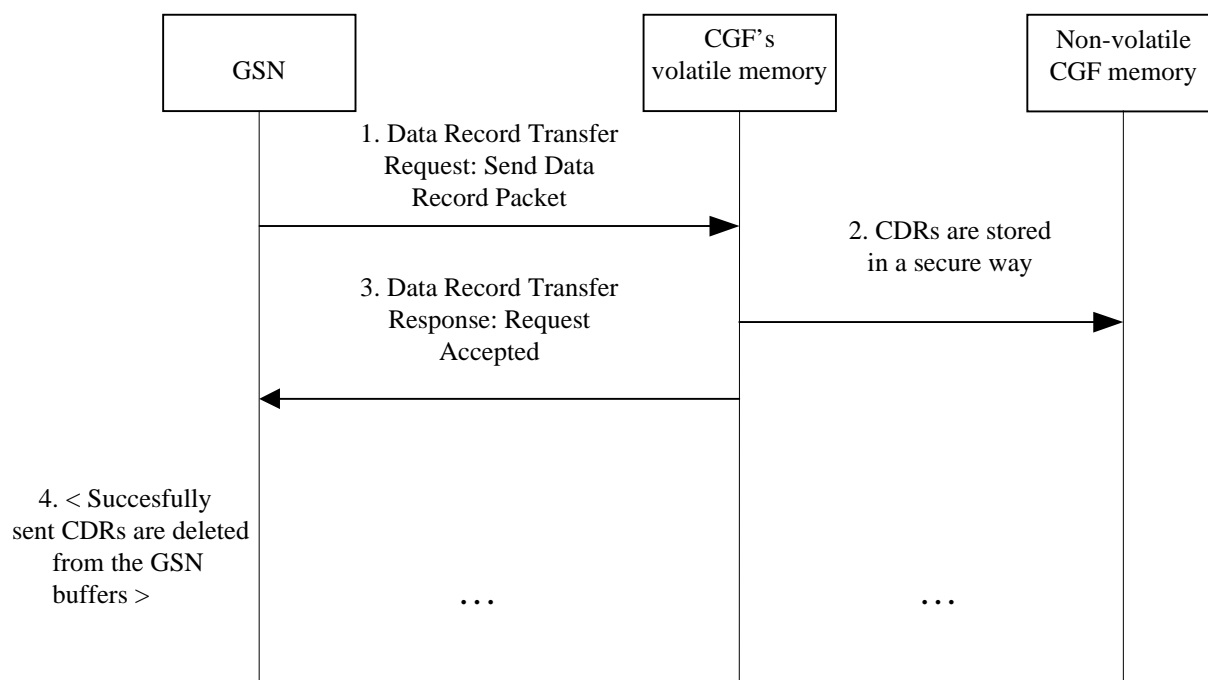 GSN
CGF's
volatile memory
Non-volatile
CGF memory
1. Data Record Transfer
Request: Send Data
Record Packet
2. CDRs are stored
in a secure way
3. Data Record Transfer
Response: Request
Accepted
4. < Succesfully
sent CDRs are deleted
from the GSN
buffers >
…
…